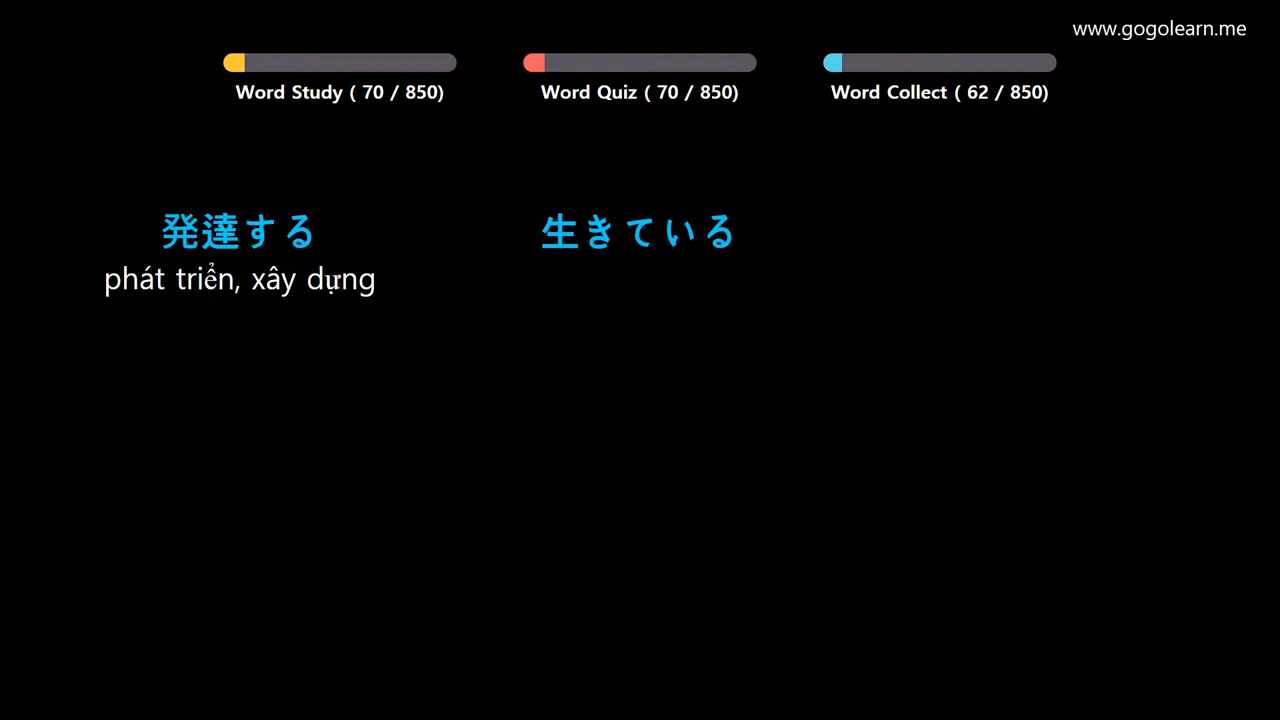 www.gogolearn.me
Word Study ( 70 / 850)
Word Quiz ( 70 / 850)
Word Collect ( 62 / 850)
発達する
phát triển, xây dựng
生きている